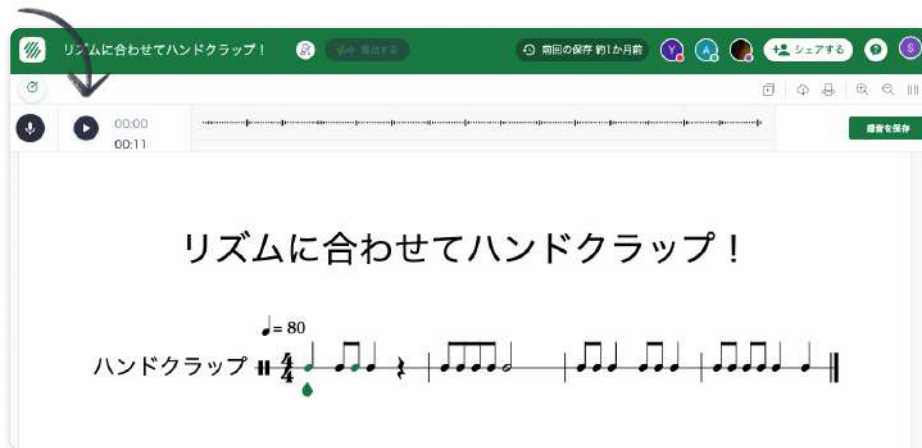 リズムに合わせてハンドクラップ！
前回の保存 約1か月前
Y
A
シェアする
?
S
00:00
00:11
録音を保存
リズムに合わせてハンドクラップ！
= 80
ハンドクラップ
4
4